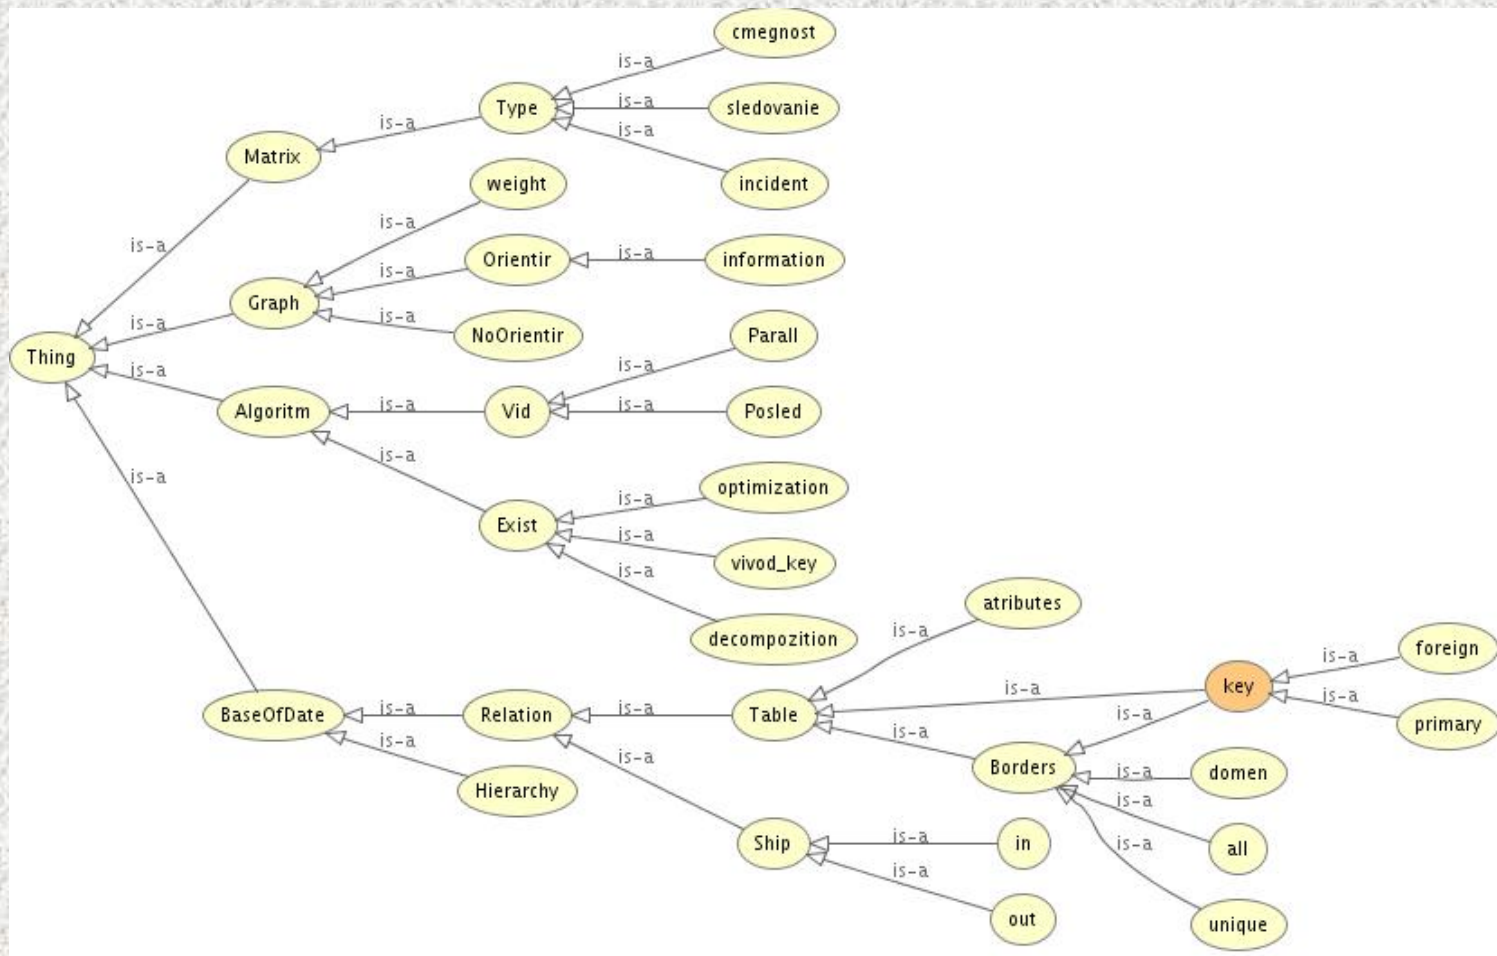 cmegnost
is-a
Type
is-a
sledovanie
is-a
is-a
Matrix
incident
weight
is-a
is-a
Orientir
is-a
information
is-a
Graph
is-a
is-a
NoOrientir
Parall
Thing
is-a
is-a
Algoritm
is-a
Vid
is-a
Posled
is-a
is-a
optimization
is-a
Exist
vivod_key
is-a
atributes
is-a
decompozition
foreign
is-a
key
is-a
is-a
BaseOfDate
is-a
Relation
is-a
Table
is-a
is-a
primary
is-a
is-a
is-a
Borders
is-a
domen
Hierarchy
is-a
Ship
is-a
in
is-a
all
is-a
out
unique